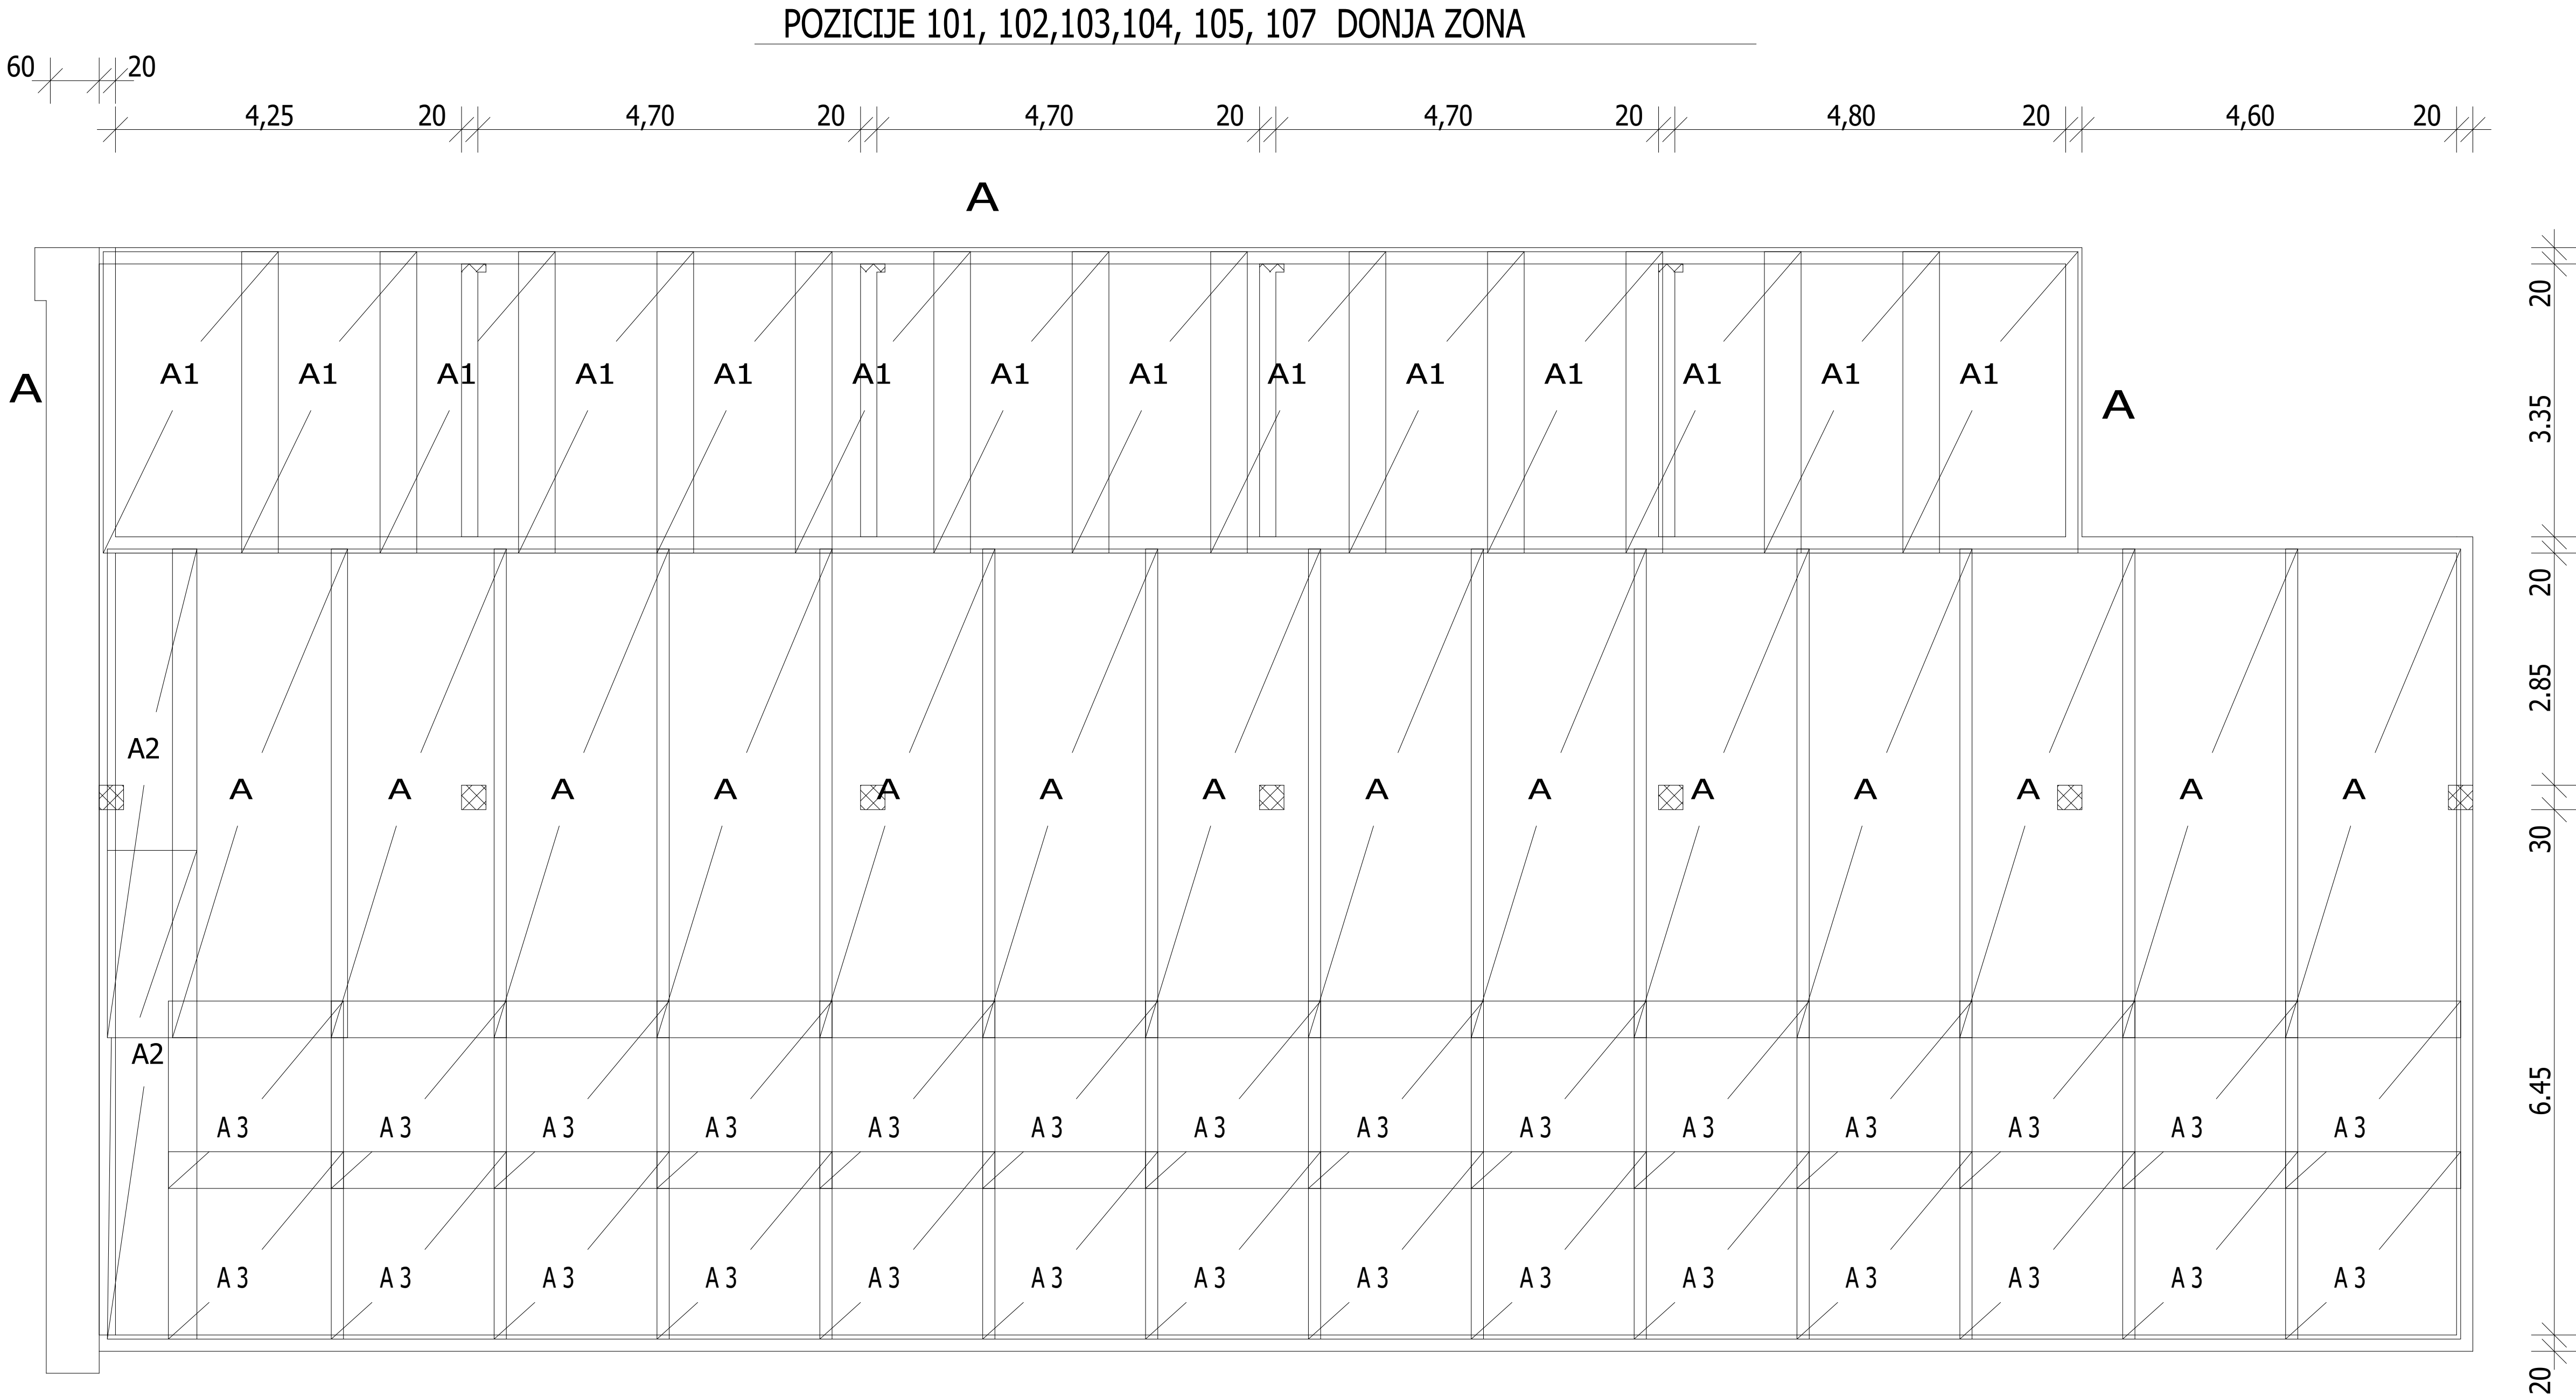 POZICIJE 101, 102,103,104, 105, 107 DONJA ZONA
60 20
4,25 20 4,70 20 4,70 20 4,70 20 4,80 20 4,60 20
A
20
A1 A1 A1 A1 A1 A1 A1 A1 A1 A1 A1 A1 A1 A1
A A
3.35
20
2.85
A2
A A A A A A A A A A A A A A
30
A2
6.45
A 3 A 3 A 3 A 3 A 3 A 3 A 3 A 3 A 3 A 3 A 3 A 3 A 3 A 3
A 3 A 3 A 3 A 3 A 3 A 3 A 3 A 3 A 3 A 3 A 3 A 3 A 3 A 3
20